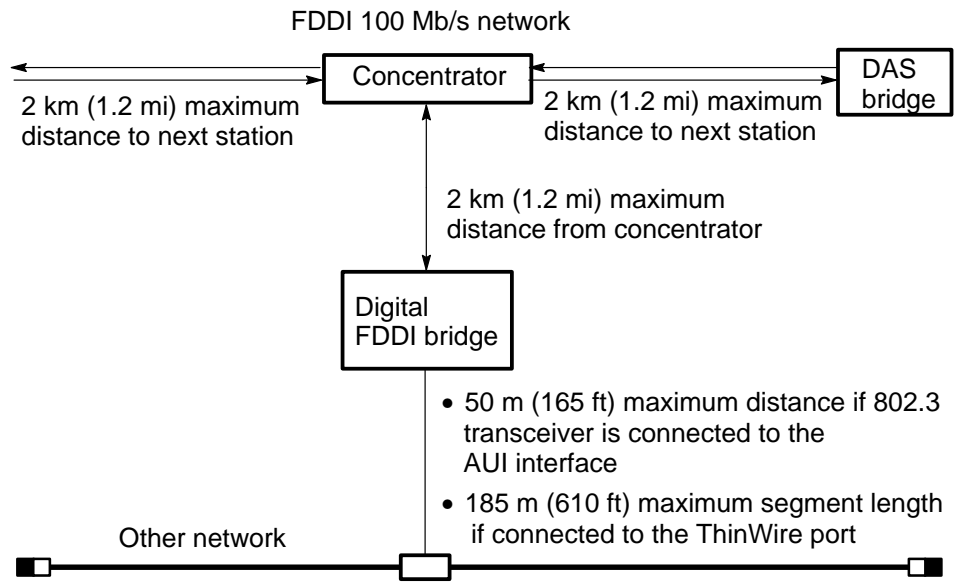 FDDI 100 Mb/s network
Concentrator
DAS
bridge
2 km (1.2 mi) maximum
distance to next station
2 km (1.2 mi) maximum
distance to next station
2 km (1.2 mi) maximum
distance from concentrator
Digital
FDDI bridge
• 50 m (165 ft) maximum distance if 802.3
transceiver is connected to the
AUI interface
• 185 m (610 ft) maximum segment length
if connected to the ThinWire port
Other network